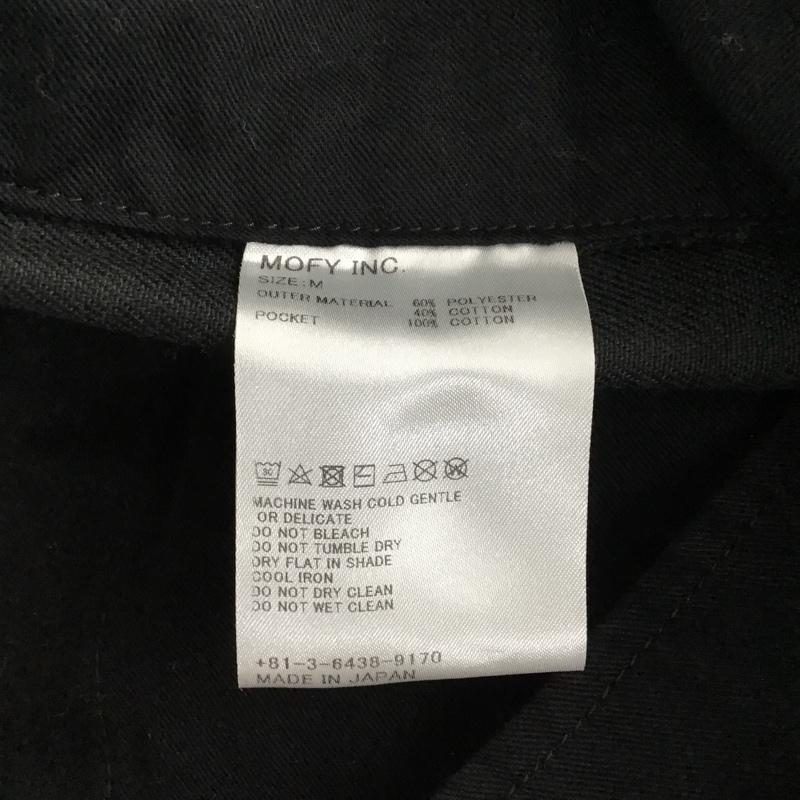 MOFY INC.
SIZE:M
OUTER MATERIAL 60% POLYESTER
40% COTTON
POCKET 100% COTTON
30
W
MACHINE WASH COLD GENTLE
OR DELICATE
DO NOT BLEACH
DO NOT TUMBLE DRY
DRY FLAT IN SHADE
COOL IRON
DO NOT DRY CLEAN
DO NOT WET CLEAN
+81-3-6438-9170
MADE IN JAPAN